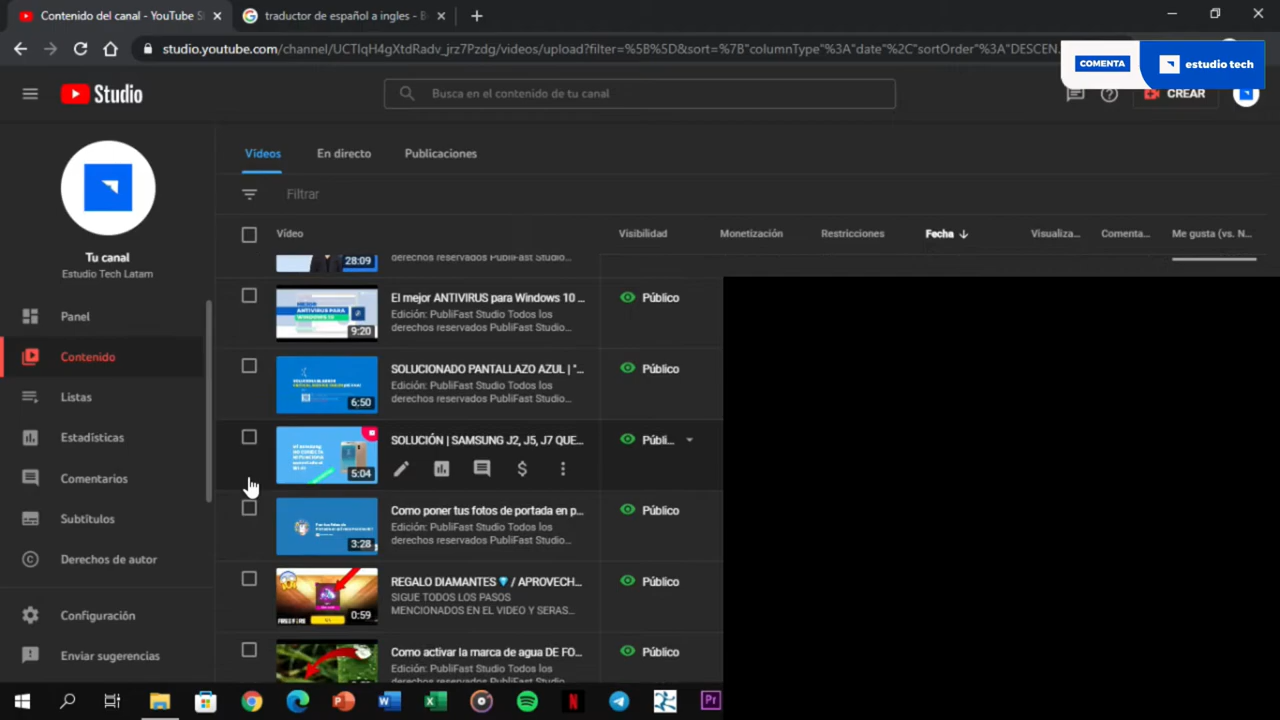 Contenido del canal - YouTube S
traductor de español a ingles - B
studio.youtube.com/channel/UCTIqH4gXtdRadv_jrz7Pzdg/videos/upload?filter=%5B%5D&sort=%7B"columnType"%3A"date"%2C"sortOrder"%3A"DESCEN
COMENTA
estudio tech
Studio
Busca en el contenido de tu canal
CREAR
Vídeos
En directo
Publicaciones
Filtrar
Vídeo
Visibilidad
Monetización
Restricciones
Fecha
Visualiza...
Comenta...
Me gusta (vs. N...
Tu canal
Estudio Tech Latam
Panel
Contenido
Listas
Estadísticas
Comentarios
Subtítulos
Derechos de autor
Configuración
Enviar sugerencias
28:09
derechos reservados PubliFast Studio...
ANTIVIRUS PARA
WINDOWS 10
9:20
El mejor ANTIVIRUS para Windows 10 ...
Edición: PubliFast Studio Todos los
derechos reservados PubliFast Studio...
Público
6:50
SOLUCIONADO PANTALLAZO AZUL | "...
Edición: PubliFast Studio Todos los
derechos reservados PubliFast Studio...
Público
5:04
SOLUCIÓN | SAMSUNG J2, J5, J7 QUE...
Públi...
3:28
Como poner tus fotos de portada en p...
Edición: PubliFast Studio Todos los
derechos reservados PubliFast Studio...
Público
FREE FIRE
0:59
REGALO DIAMANTES 💎 / APROVECH...
SIGUE TODOS LOS PASOS
MENCIONADOS EN EL VIDEO Y SERAS...
Público
Como activar la marca de agua DE FO...
Edición: PubliFast Studio Todos los
Público